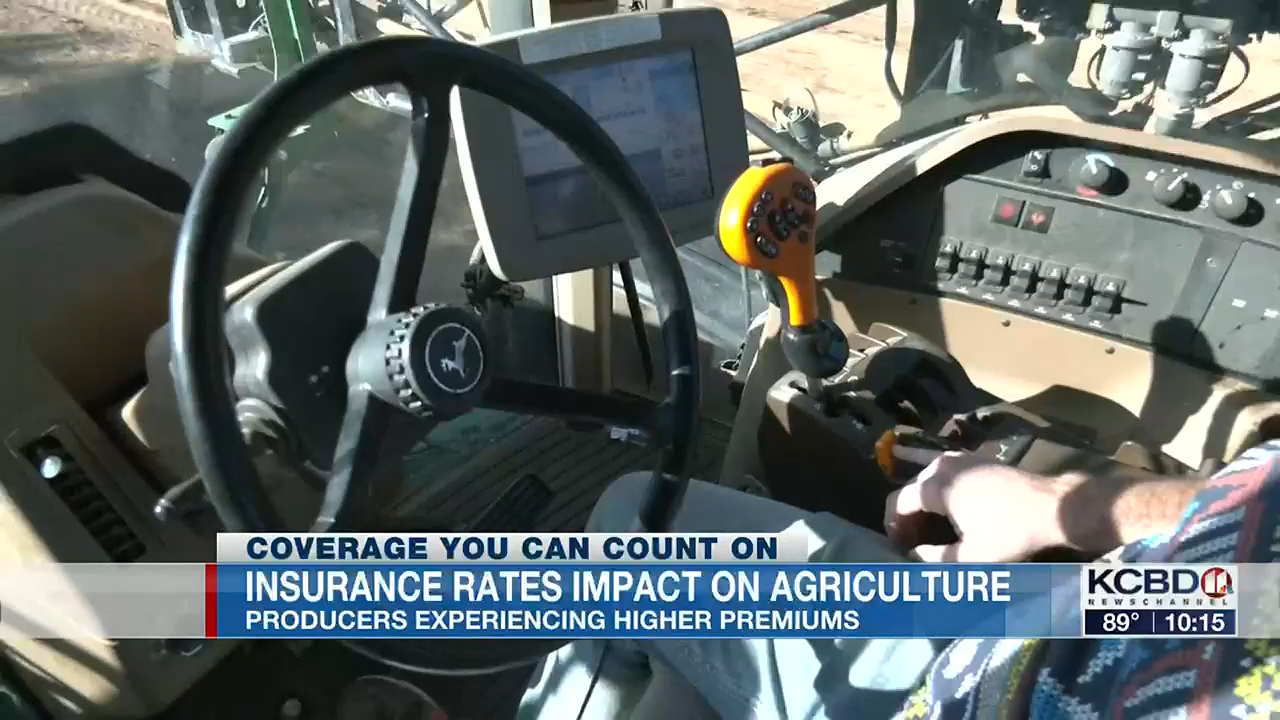 COVERAGE YOU CAN COUNT ON
INSURANCE RATES IMPACT ON AGRICULTURE
PRODUCERS EXPERIENCING HIGHER PREMIUMS
KCBD 11
NEWSCHANNEL
89° 10:15